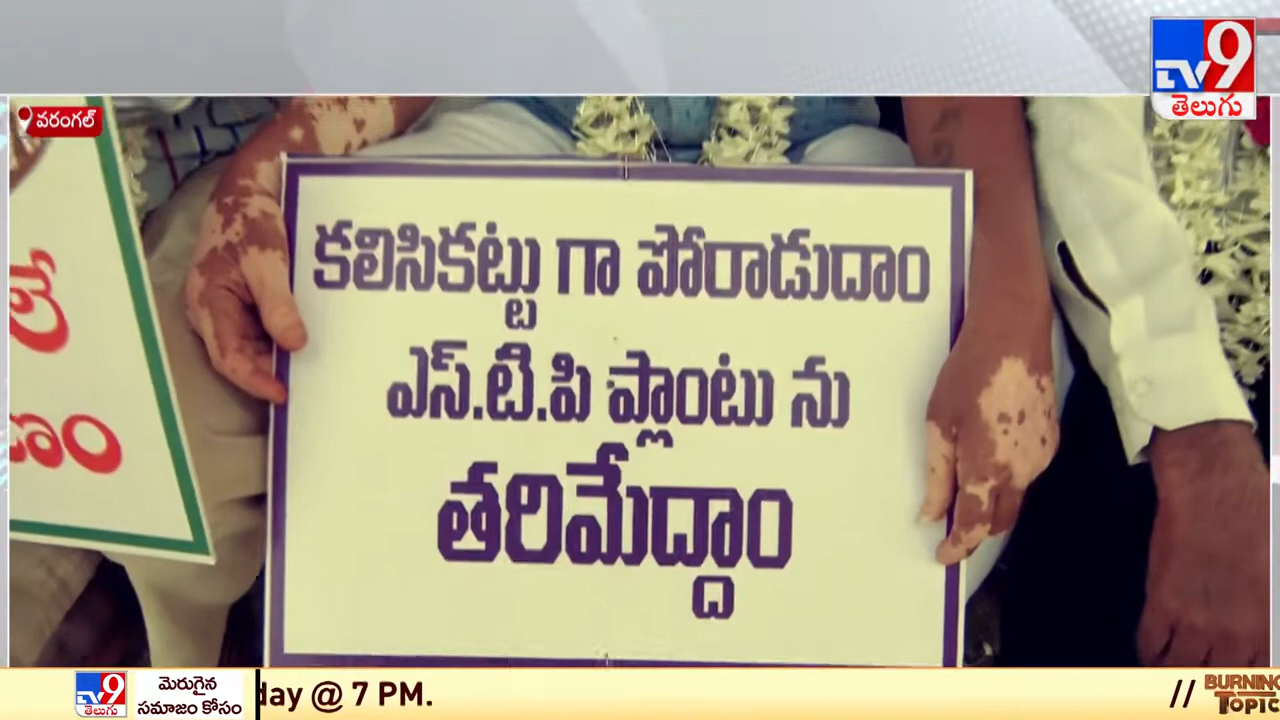 వరంగల్
TV9
తెలుగు
కలిసికట్టు గా పోరాడుదాం
ఎస్.టి.పి ప్లాంటు ను
తరిమేద్దాం
లే
ణం
TV9
తెలుగు
మెరుగైన
సమాజం కోసం
day @ 7 PM.
//
BURNING
TOPIC